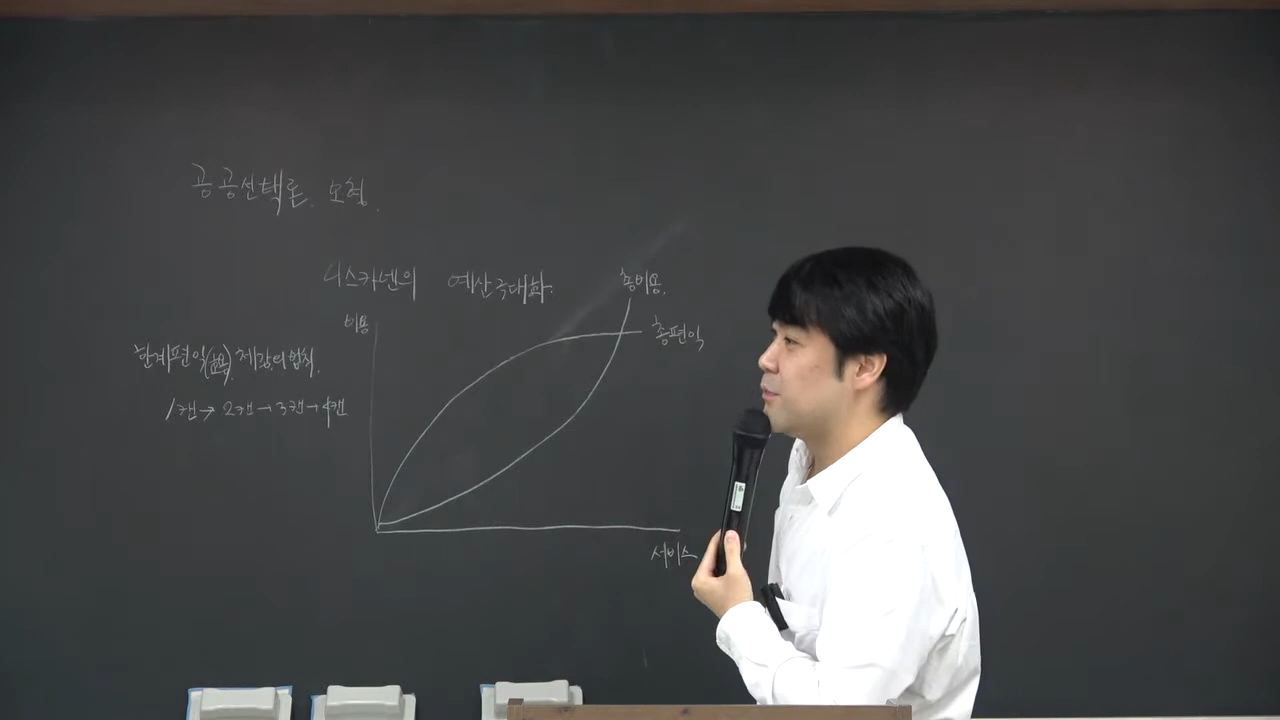 공공선택론. 모형.
니스카넨의 예산극대화.
총비용.
비용
총편익
한계편익(효용) 체감의 법칙.
1캔→2캔→3캔→4캔
서비스